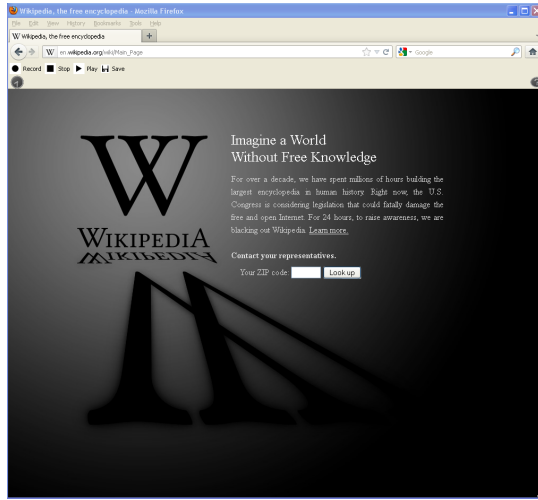 Wikipedia, the free encyclopedia - Mozilla Firefox
File Edit View History Bookmarks Tools Help
W Wikipedia, the free encyclopedia +
W en.wikipedia.org/wiki/Main_Page Google
Record Stop Play Save
W
WIKIPEDIA
Imagine a World
Without Free Knowledge
For over a decade, we have spent millions of hours building the
largest encyclopedia in human history. Right now, the U.S.
Congress is considering legislation that could fatally damage the
free and open Internet. For 24 hours, to raise awareness, we are
blacking out Wikipedia. Learn more.
Contact your representatives.
Your ZIP code: Look up